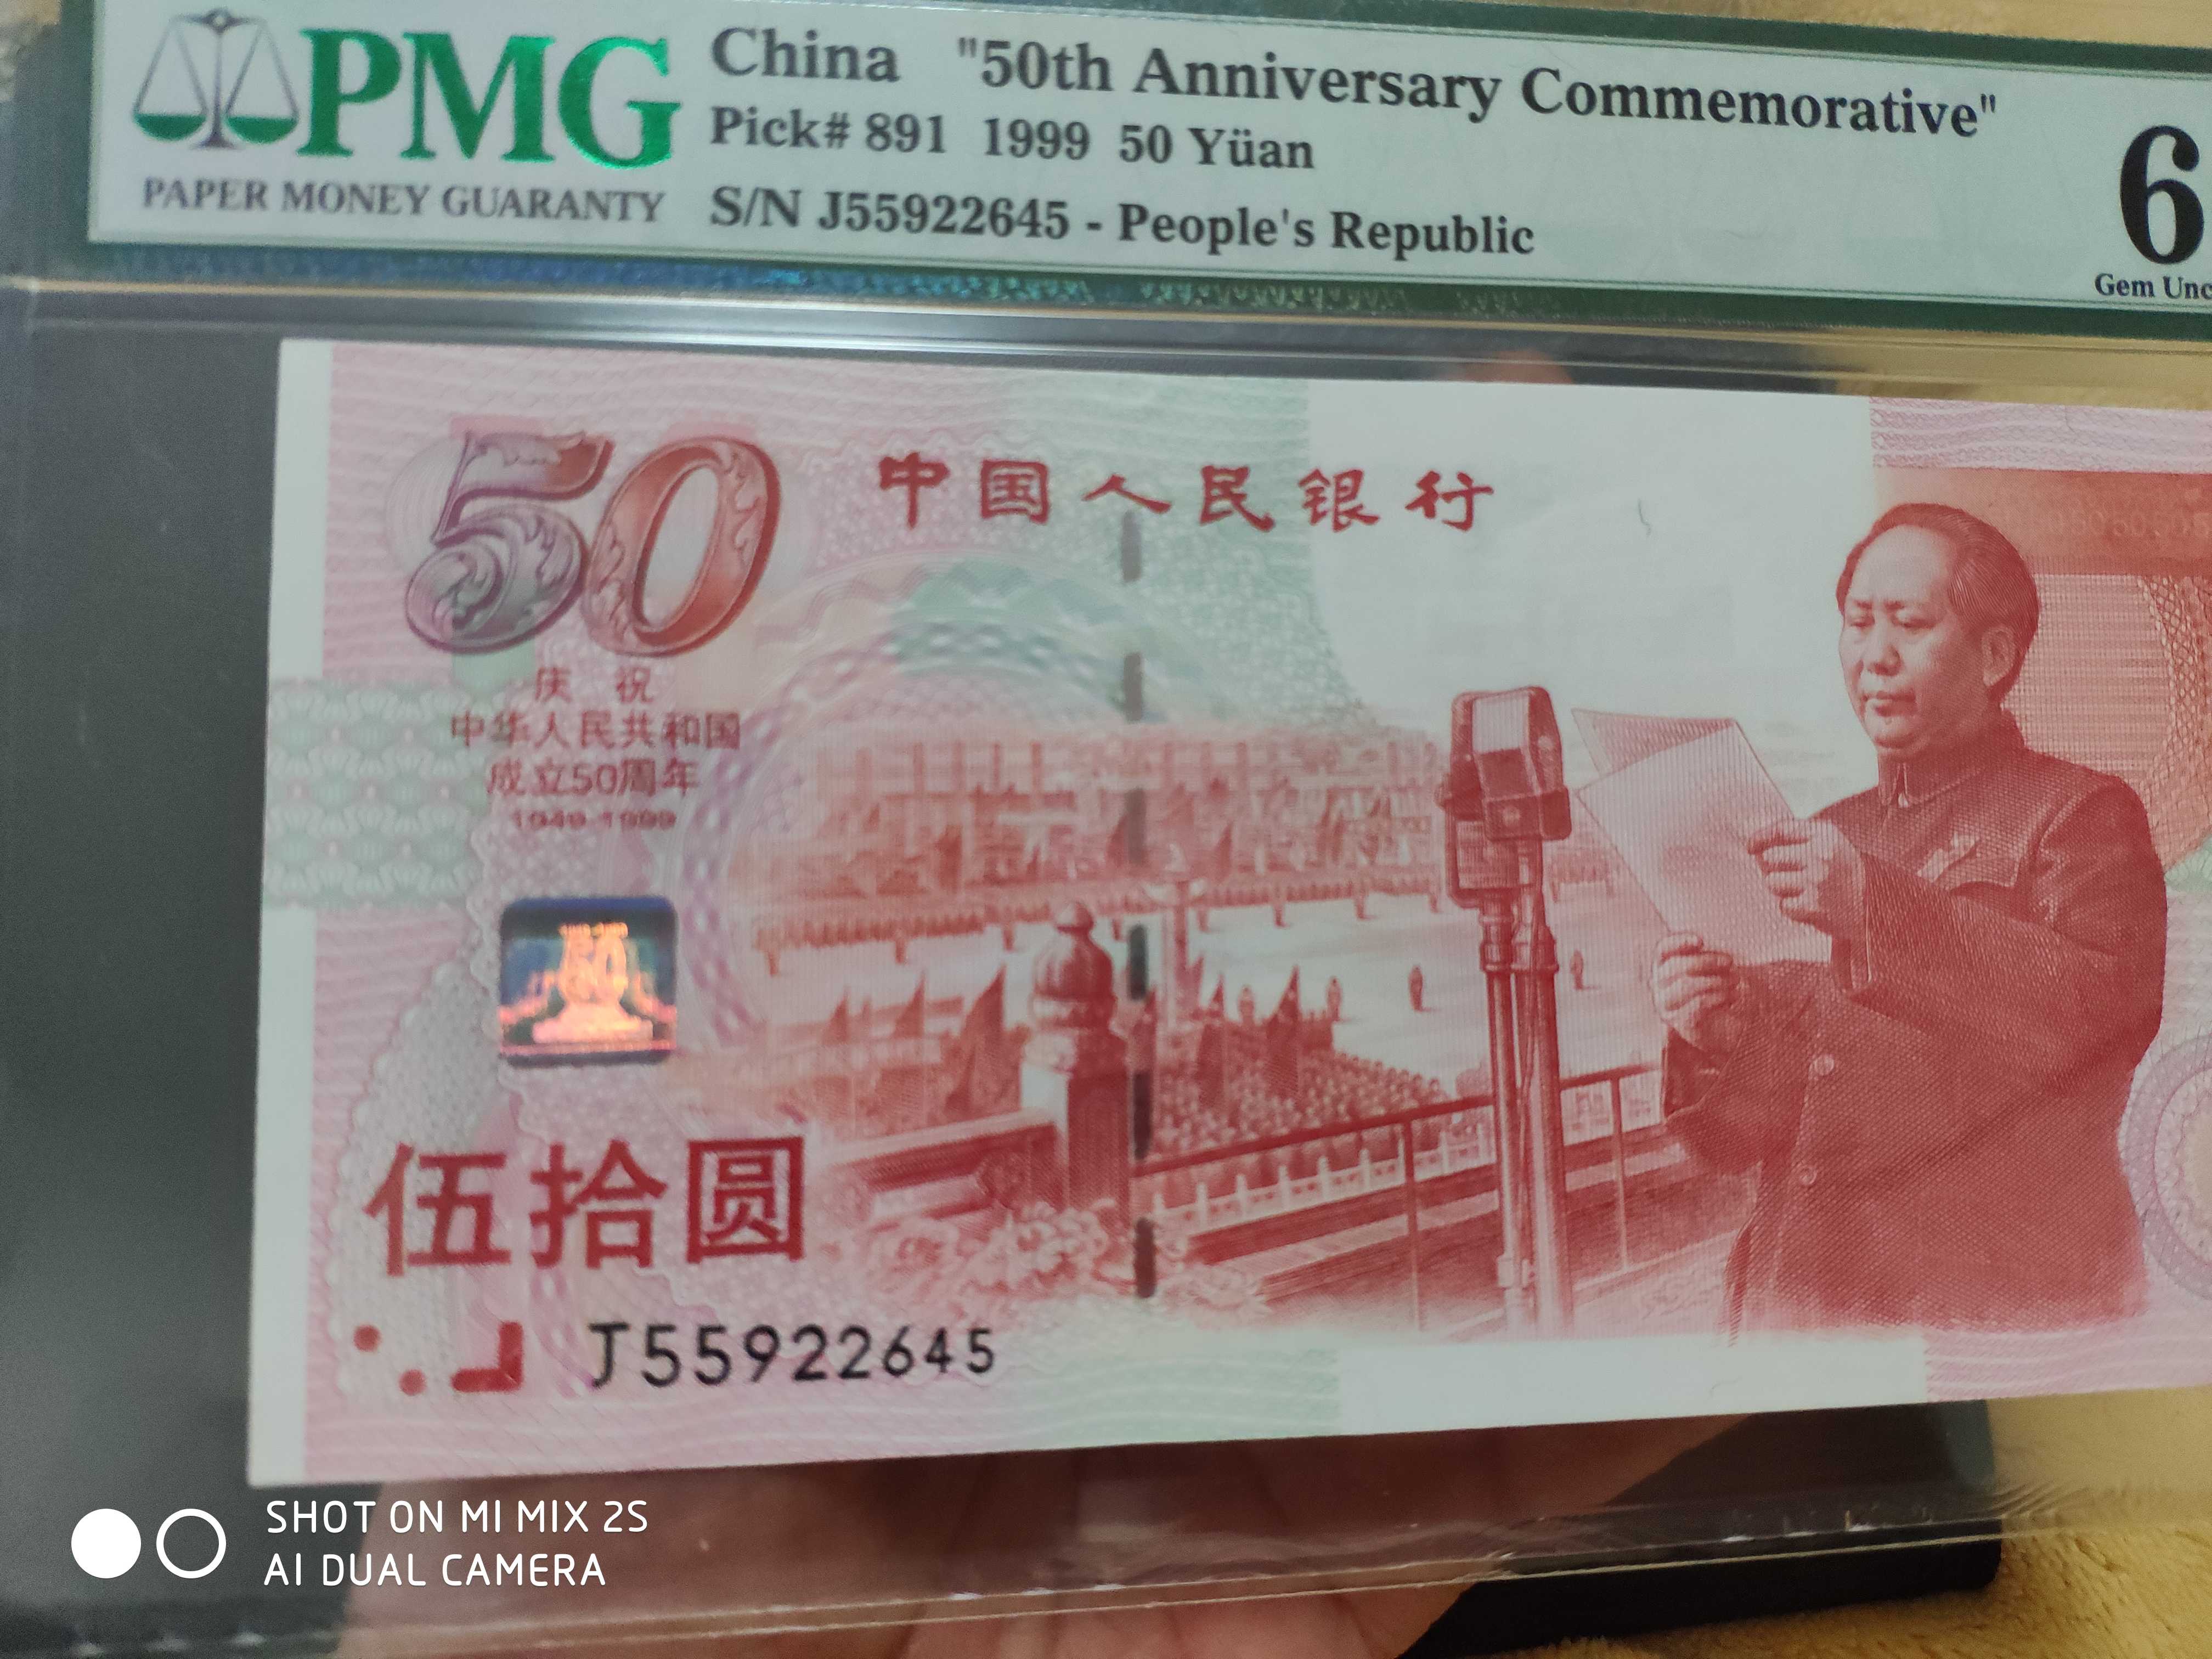 PMG
PAPER MONEY GUARANTY
China "50th Anniversary Commemorative"
Pick# 891 1999 50 Yüan
S/N J55922645 - People's Republic
6
Gem Unc
50
中国人民银行
庆祝
中华人民共和国
成立50周年
1949-1999
50
伍拾圆
J55922645
SHOT ON MI MIX 2S
AI DUAL CAMERA